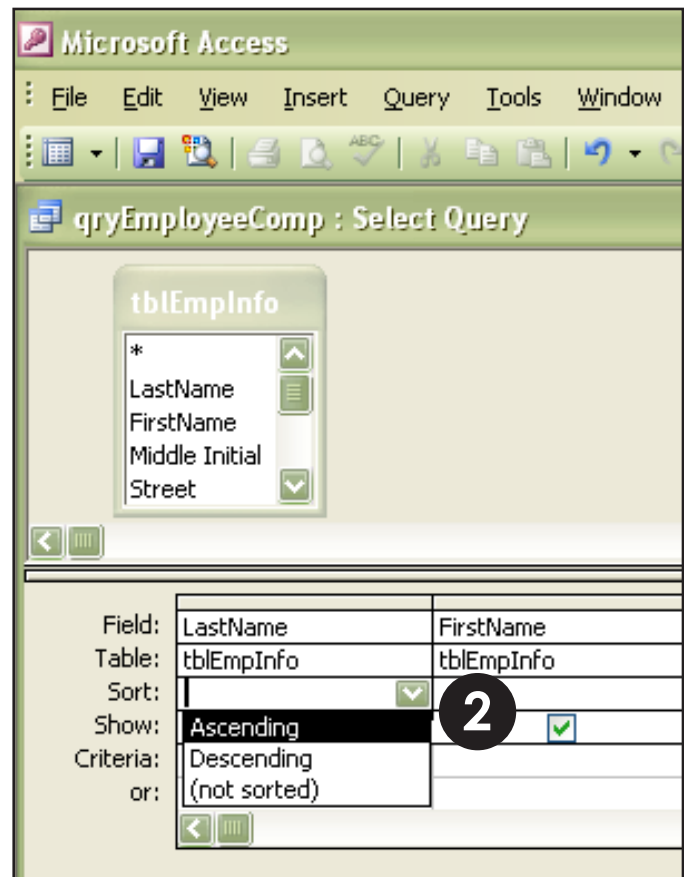 Microsoft Access
File Edit View Insert Query Tools Window
ABC
qryEmployeeComp : Select Query
tblEmpInfo
*
LastName
FirstName
Middle Initial
Street
Field: LastName FirstName
Table: tblEmpInfo tblEmpInfo
Sort:
2
Show: Ascending
Criteria: Descending
or: (not sorted)